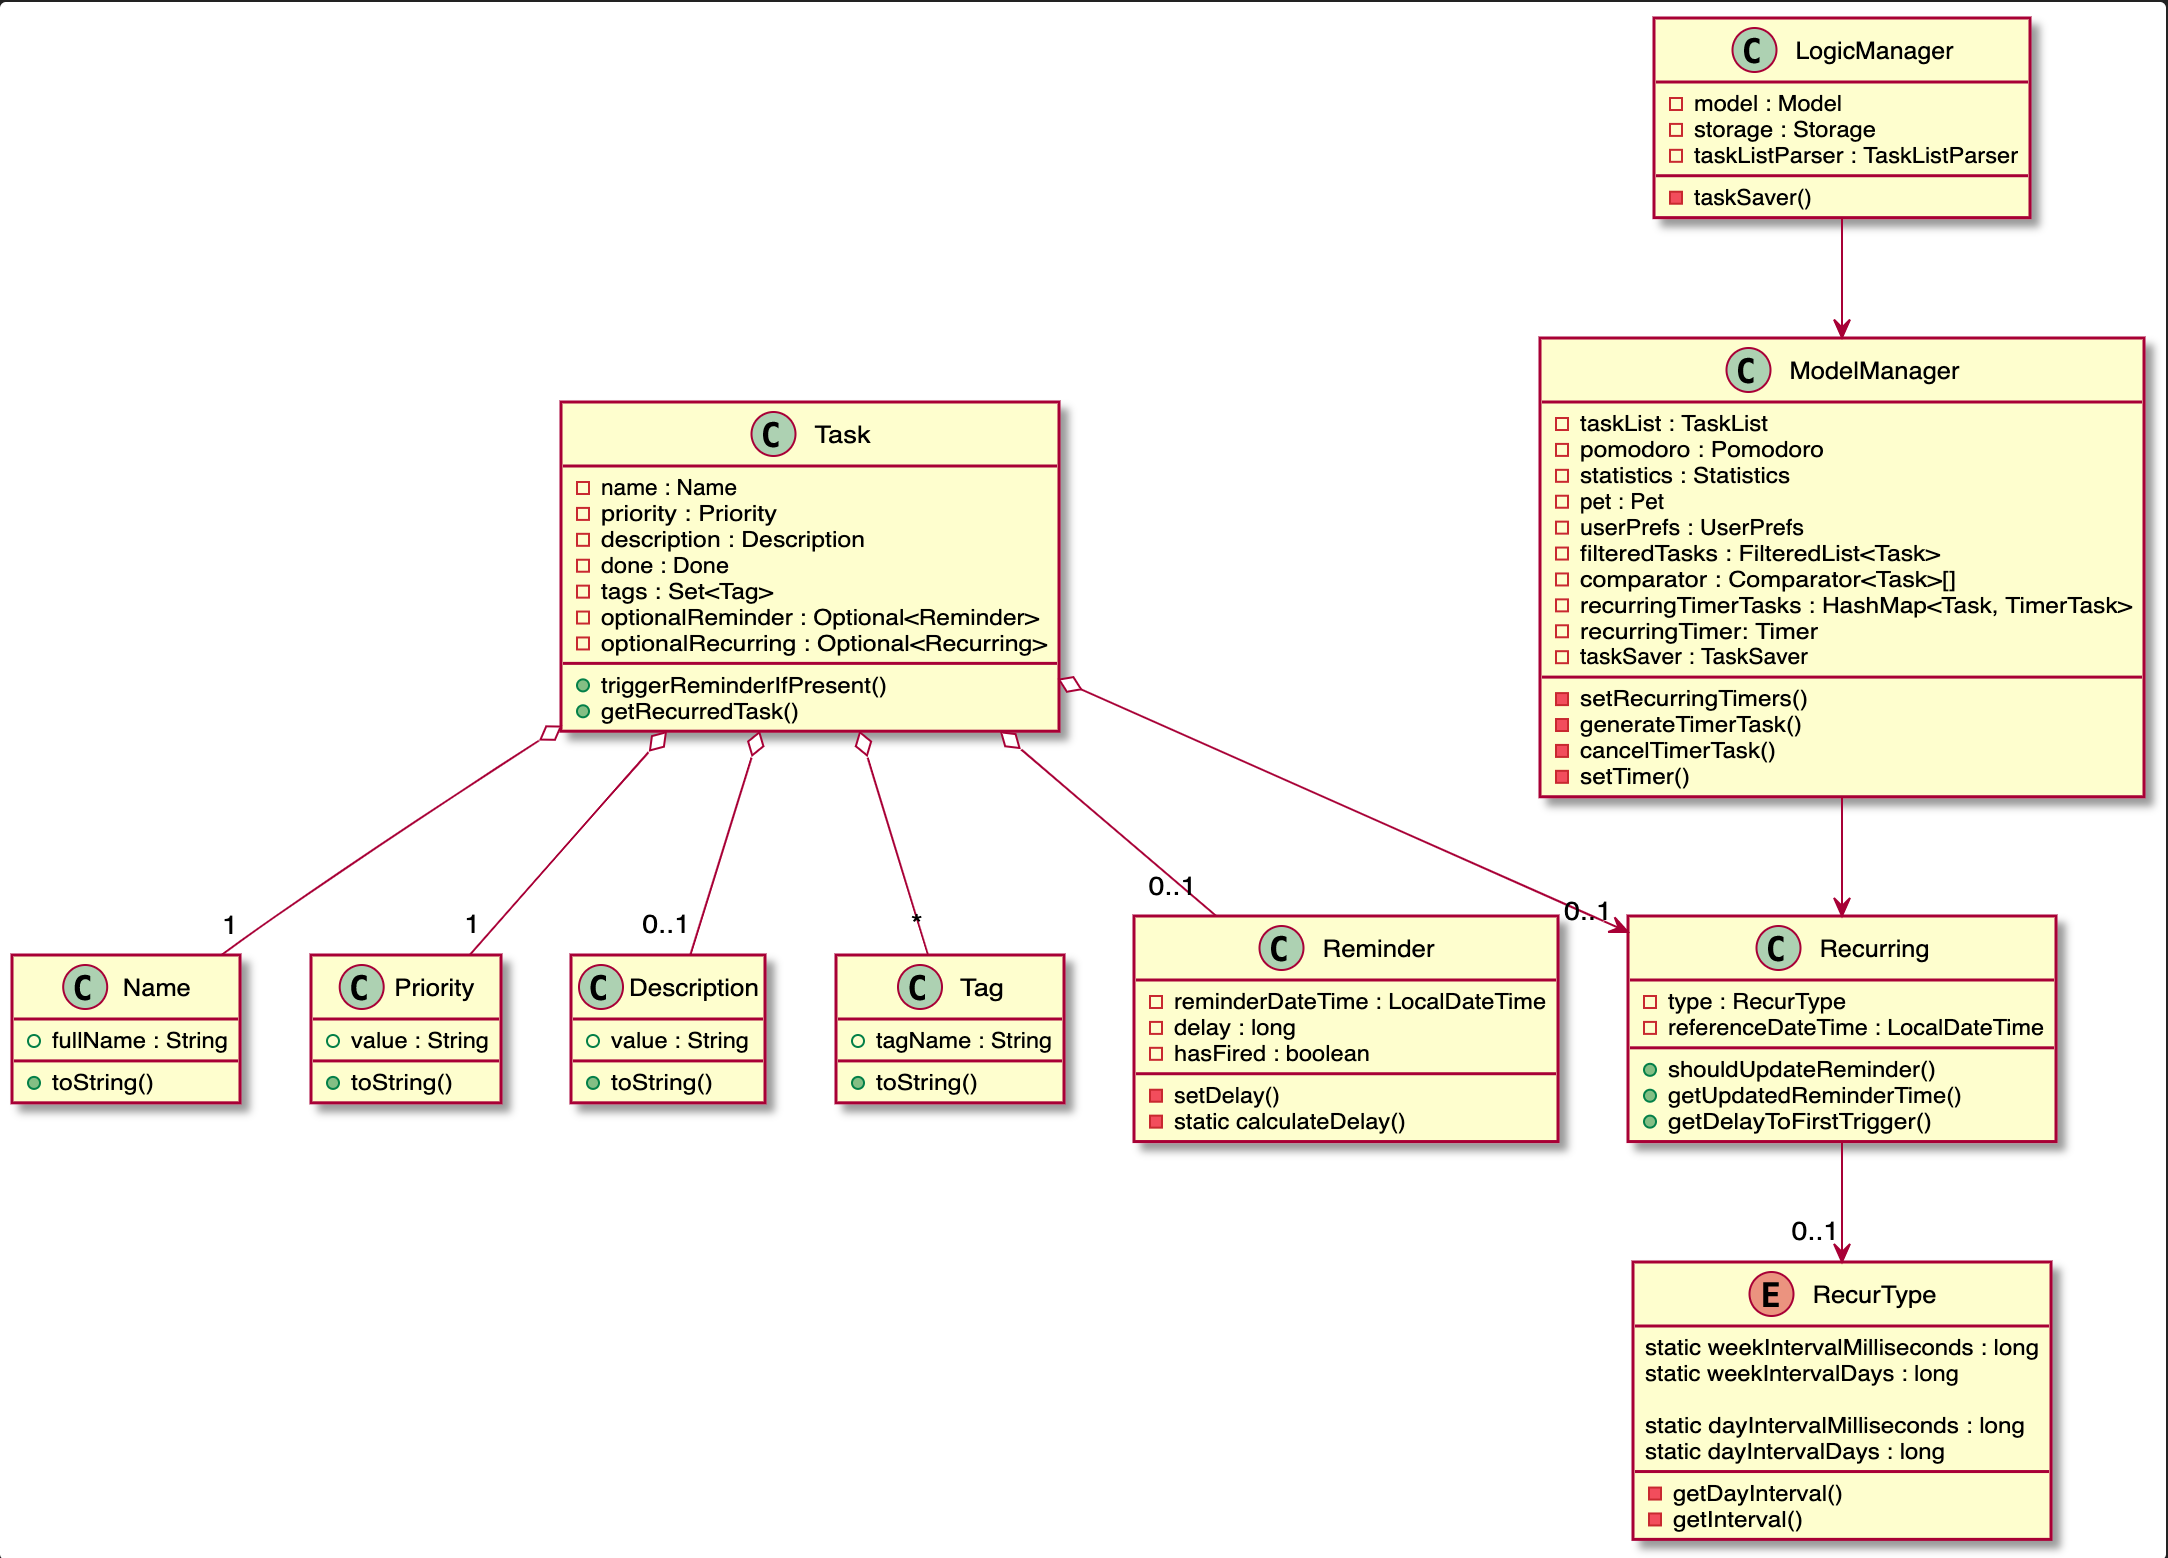 C LogicManager
model : Model
storage : Storage
taskListParser : TaskListParser
taskSaver()
C ModelManager
taskList : TaskList
pomodoro : Pomodoro
statistics : Statistics
pet : Pet
userPrefs : UserPrefs
filteredTasks : FilteredList<Task>
comparator : Comparator<Task>[]
recurringTimerTasks : HashMap<Task, TimerTask>
recurringTimer: Timer
taskSaver : TaskSaver
setRecurringTimers()
generateTimerTask()
cancelTimerTask()
setTimer()
C Task
name : Name
priority : Priority
description : Description
done : Done
tags : Set<Tag>
optionalReminder : Optional<Reminder>
optionalRecurring : Optional<Recurring>
triggerReminderIfPresent()
getRecurredTask()
1
1
0..1
*
0..1
0..1
C Name
fullName : String
toString()
C Priority
value : String
toString()
C Description
value : String
toString()
C Tag
tagName : String
toString()
C Reminder
reminderDateTime : LocalDateTime
delay : long
hasFired : boolean
setDelay()
static calculateDelay()
C Recurring
type : RecurType
referenceDateTime : LocalDateTime
shouldUpdateReminder()
getUpdatedReminderTime()
getDelayToFirstTrigger()
0..1
E RecurType
static weekIntervalMilliseconds : long
static weekIntervalDays : long
static dayIntervalMilliseconds : long
static dayIntervalDays : long
getDayInterval()
getInterval()